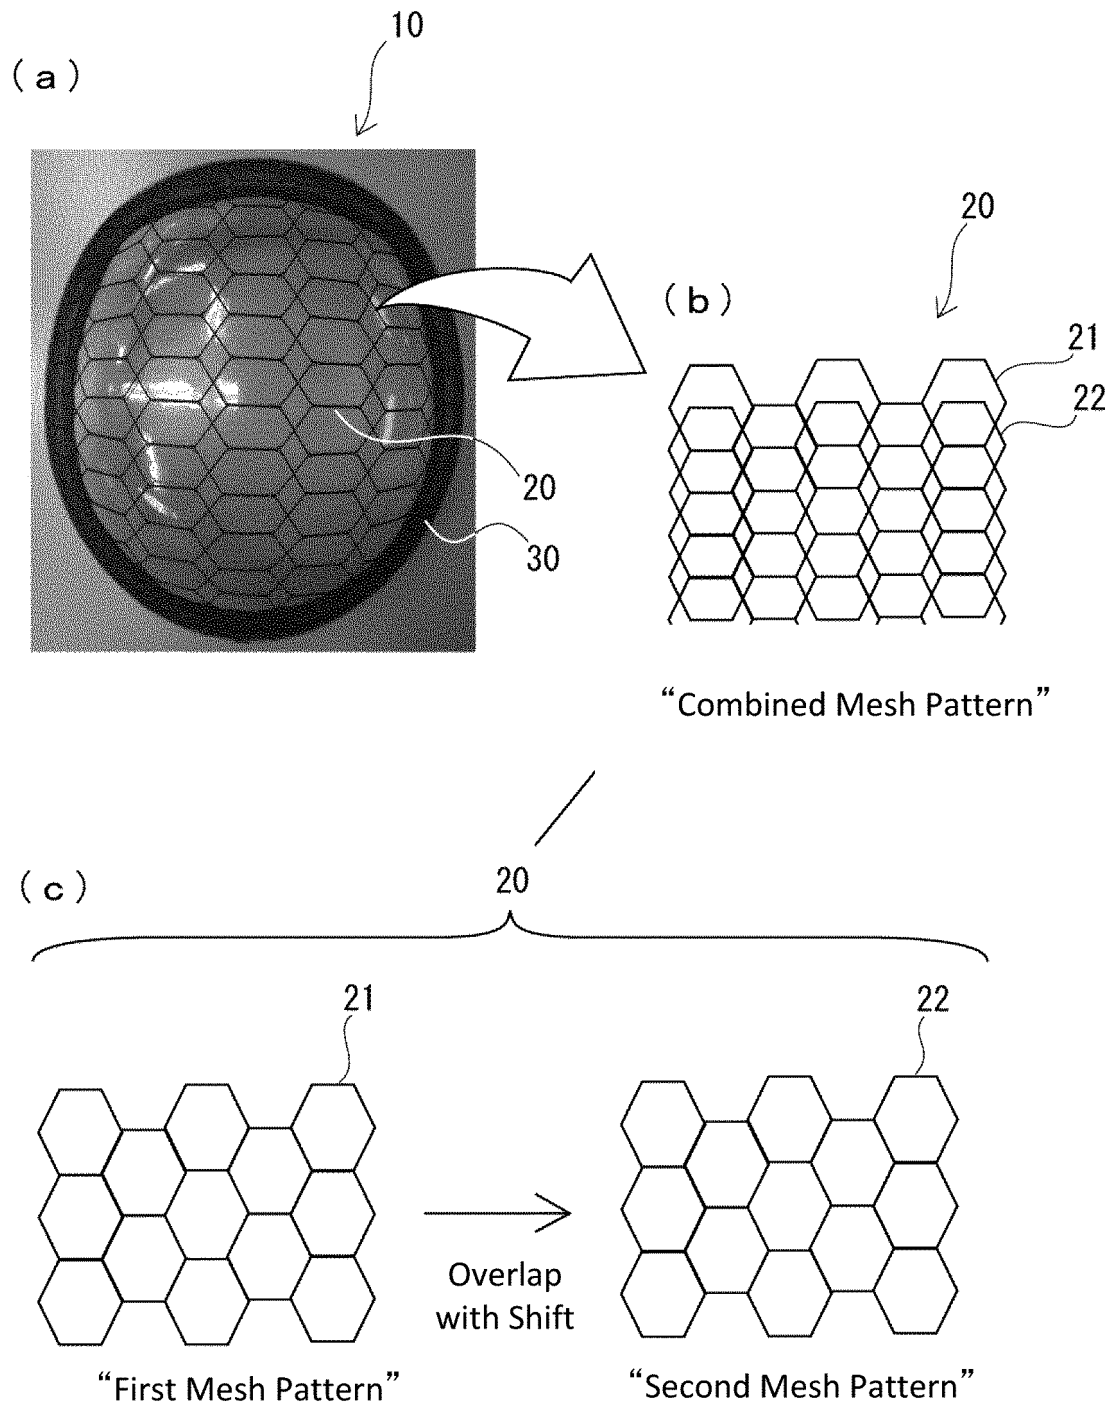 10
(a)
20
(b)
21
22
20
30
“Combined Mesh Pattern”
(c)
20
21
22
Overlap
with Shift
“First Mesh Pattern”
“Second Mesh Pattern”